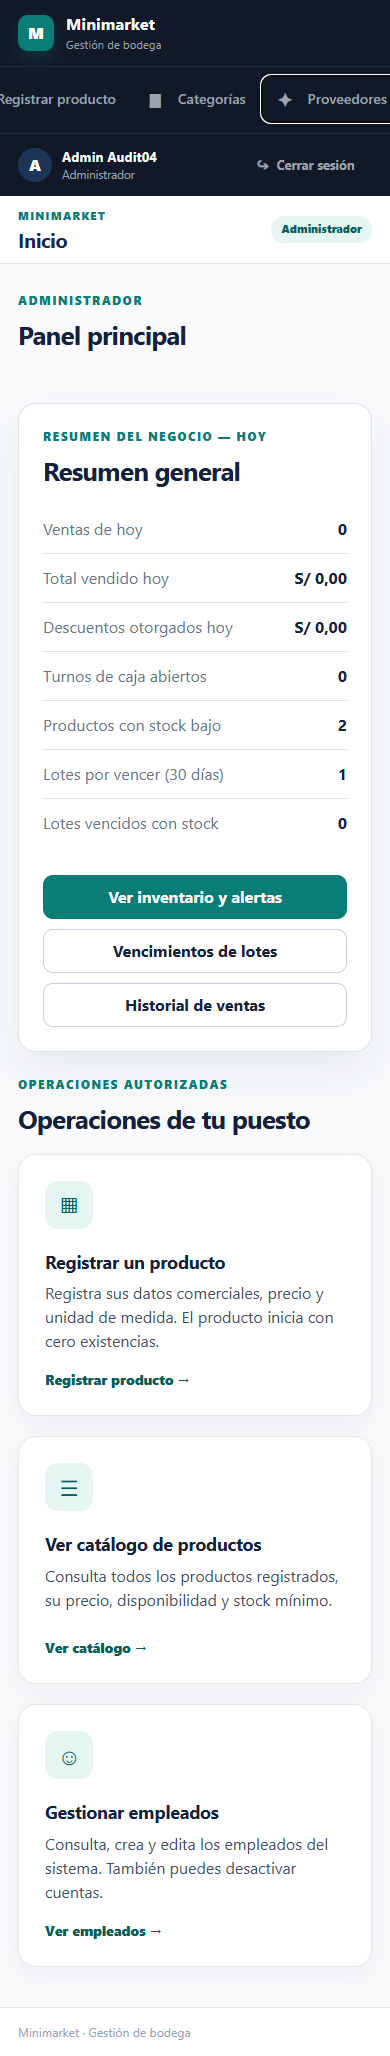 M
Minimarket
Gestión de bodega
Registrar producto
Categorías
Proveedores
A
Admin Audit04
Administrador
Cerrar sesión
MINIMARKET
Inicio
Administrador
ADMINISTRADOR
Panel principal
RESUMEN DEL NEGOCIO — HOY
Resumen general
Ventas de hoy 0
Total vendido hoy S/ 0,00
Descuentos otorgados hoy S/ 0,00
Turnos de caja abiertos 0
Productos con stock bajo 2
Lotes por vencer (30 días) 1
Lotes vencidos con stock 0
Ver inventario y alertas
Vencimientos de lotes
Historial de ventas
OPERACIONES AUTORIZADAS
Operaciones de tu puesto
Registrar un producto
Registra sus datos comerciales, precio y
unidad de medida. El producto inicia con
cero existencias.
Registrar producto →
Ver catálogo de productos
Consulta todos los productos registrados,
su precio, disponibilidad y stock mínimo.
Ver catálogo →
Gestionar empleados
Consulta, crea y edita los empleados del
sistema. También puedes desactivar
cuentas.
Ver empleados →
Minimarket · Gestión de bodega